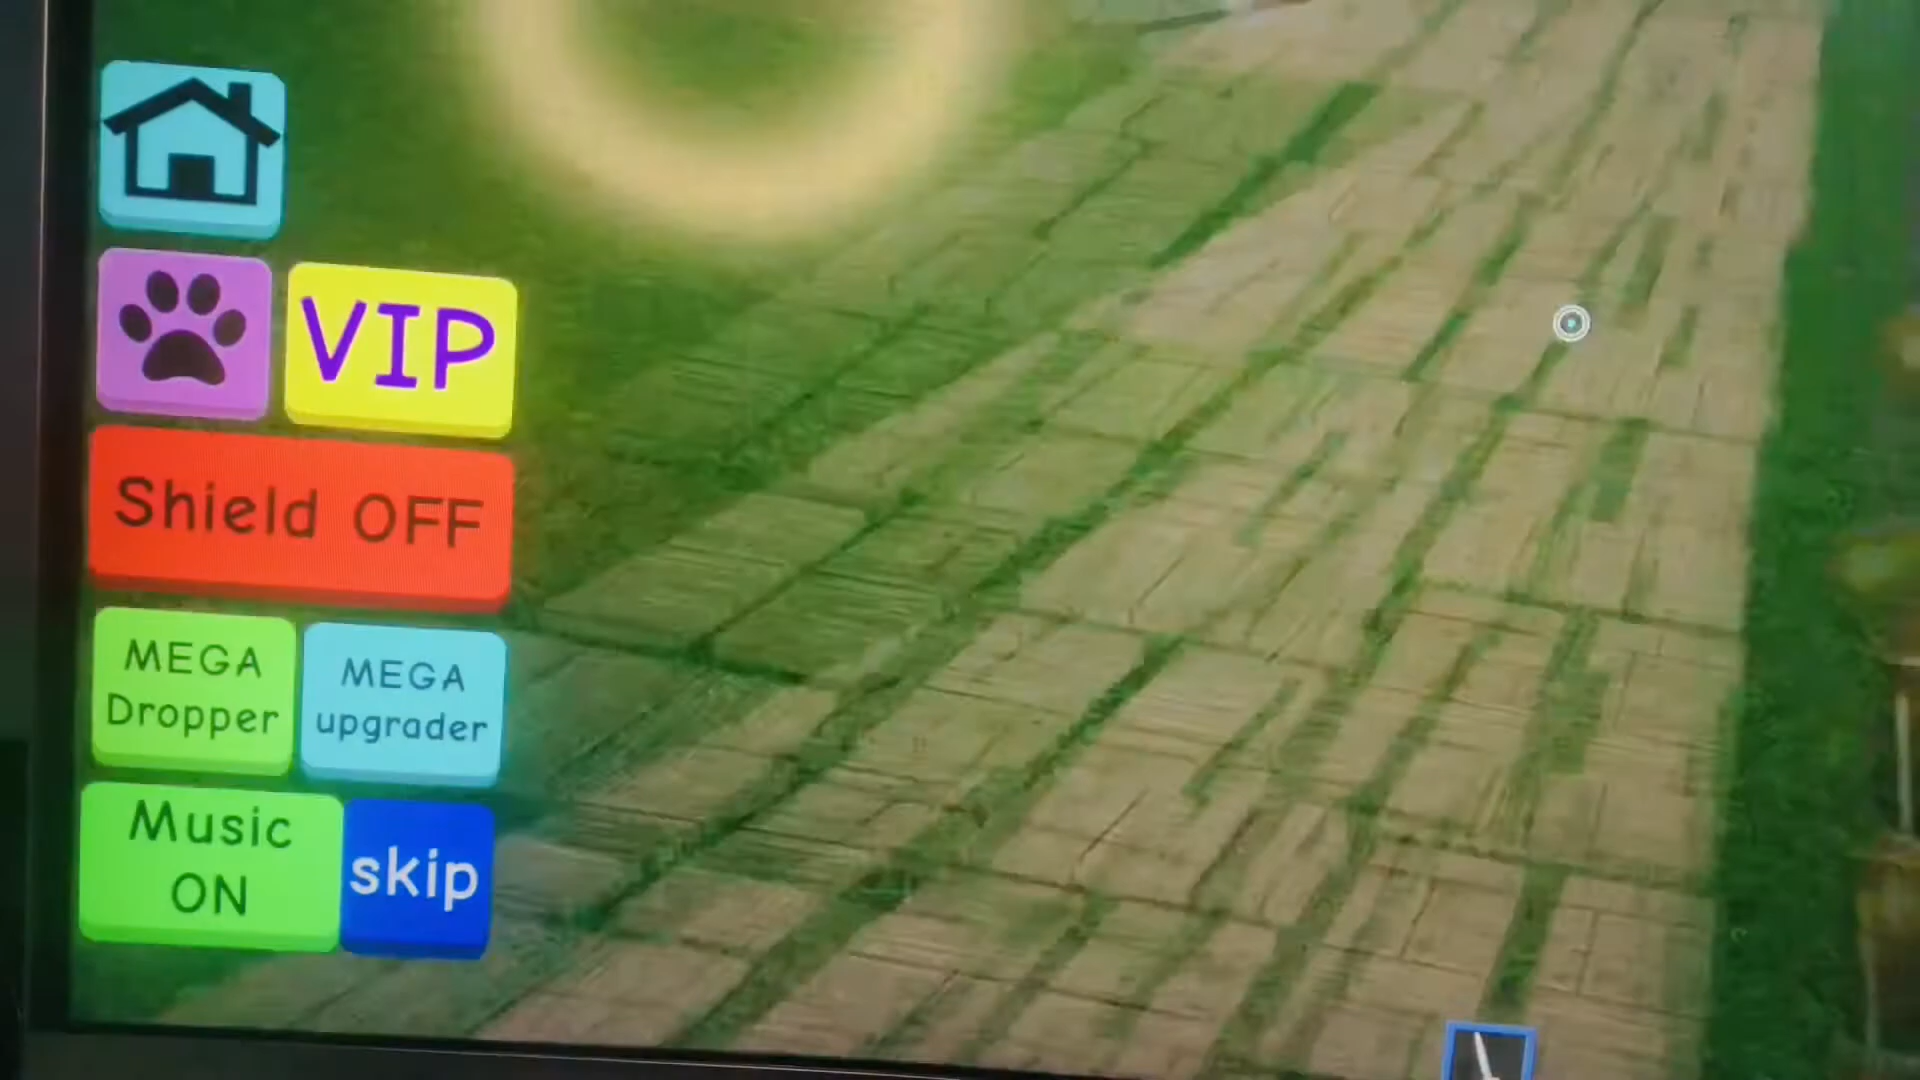 VIP
Shield OFF
MEGA
Dropper
MEGA
upgrader
Music
ON
skip